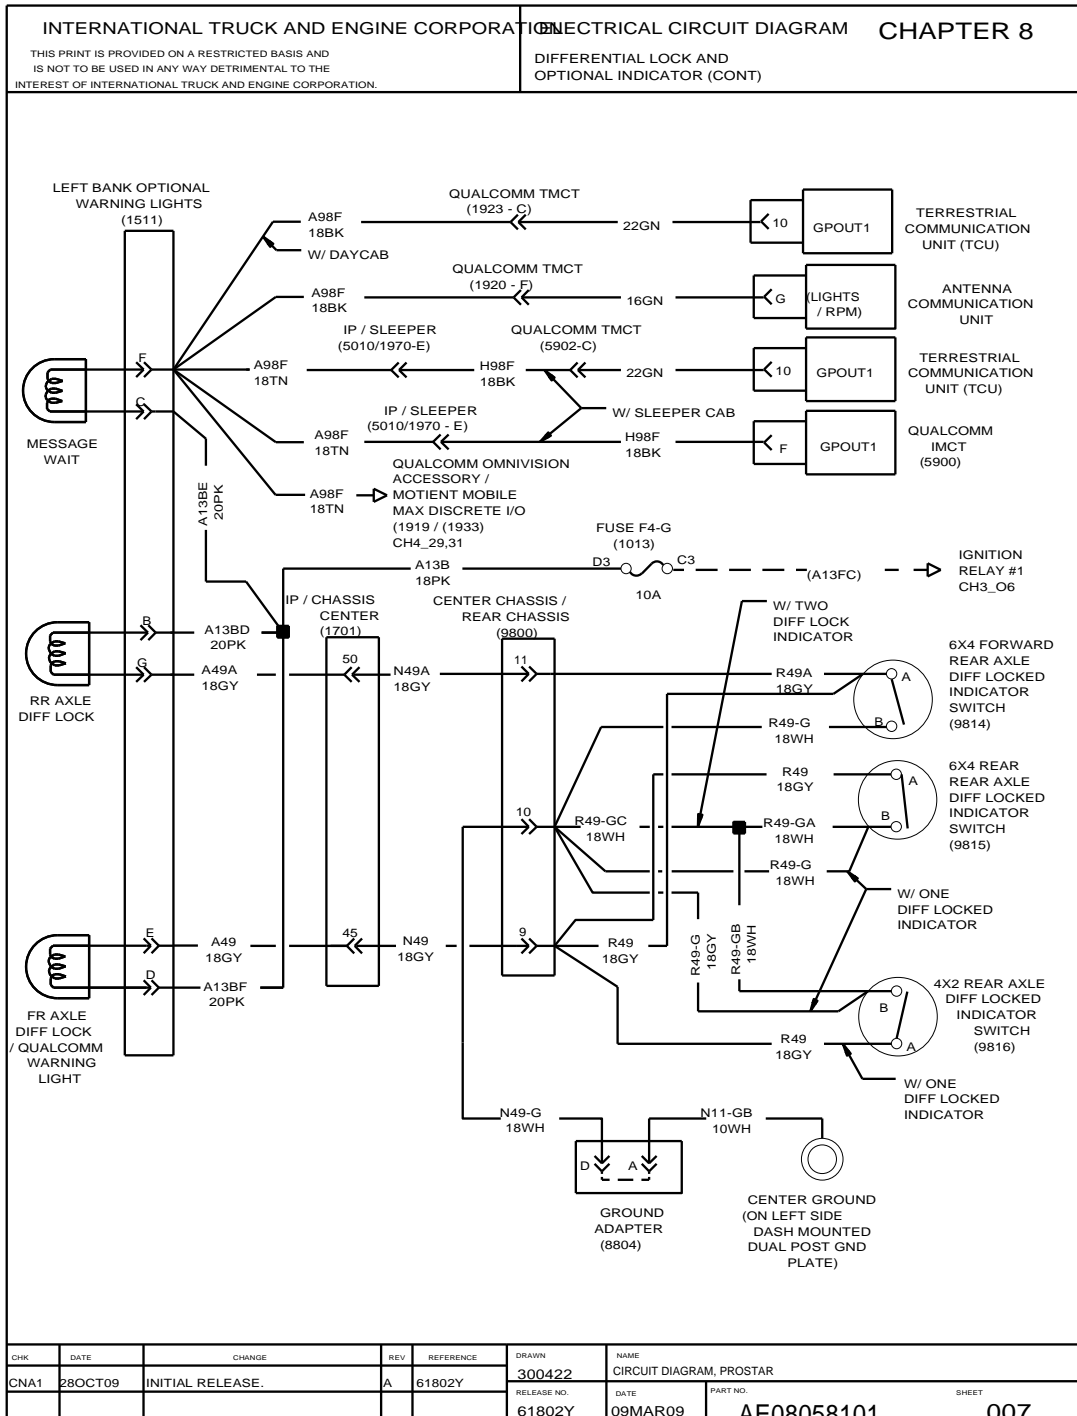 INTERNATIONAL TRUCK AND ENGINE CORPORATION
THIS PRINT IS PROVIDED ON A RESTRICTED BASIS AND
IS NOT TO BE USED IN ANY WAY DETRIMENTAL TO THE
INTEREST OF INTERNATIONAL TRUCK AND ENGINE CORPORATION.
ELECTRICAL CIRCUIT DIAGRAM
CHAPTER 8
DIFFERENTIAL LOCK AND
OPTIONAL INDICATOR (CONT)
LEFT BANK OPTIONAL
WARNING LIGHTS
(1511)
A98F
18BK
W/ DAYCAB
QUALCOMM TMCT
(1923 - C)
22GN
10
GPOUT1
TERRESTRIAL
COMMUNICATION
UNIT (TCU)
A98F
18BK
QUALCOMM TMCT
(1920 - F)
16GN
G
(LIGHTS
/ RPM)
ANTENNA
COMMUNICATION
UNIT
F
A98F
18TN
IP / SLEEPER
(5010/1970-E)
H98F
18BK
QUALCOMM TMCT
(5902-C)
22GN
10
GPOUT1
TERRESTRIAL
COMMUNICATION
UNIT (TCU)
C
MESSAGE
WAIT
A98F
18TN
IP / SLEEPER
(5010/1970 - E)
W/ SLEEPER CAB
H98F
18BK
F
GPOUT1
QUALCOMM
IMCT
(5900)
A98F
18TN
QUALCOMM OMNIVISION
ACCESSORY /
MOTIENT MOBILE
MAX DISCRETE I/O
(1919 / (1933)
CH4_29,31
A13BE
20PK
A13B
18PK
FUSE F4-G
(1013)
D3
C3
10A
(A13FC)
IGNITION
RELAY #1
CH3_O6
B
A13BD
20PK
G
A49A
18GY
RR AXLE
DIFF LOCK
IP / CHASSIS
CENTER
(1701)
50
N49A
18GY
CENTER CHASSIS /
REAR CHASSIS
(9800)
11
W/ TWO
DIFF LOCK
INDICATOR
R49A
18GY
A
B
6X4 FORWARD
REAR AXLE
DIFF LOCKED
INDICATOR
SWITCH
(9814)
R49-G
18WH
R49
18GY
A
B
6X4 REAR
REAR AXLE
DIFF LOCKED
INDICATOR
SWITCH
(9815)
10
R49-GC
18WH
R49-GA
18WH
R49-G
18WH
W/ ONE
DIFF LOCKED
INDICATOR
E
A49
18GY
45
N49
18GY
9
R49
18GY
R49-G
18GY
R49-GB
18WH
D
A13BF
20PK
FR AXLE
DIFF LOCK
/ QUALCOMM
WARNING
LIGHT
B
A
4X2 REAR AXLE
DIFF LOCKED
INDICATOR
SWITCH
(9816)
R49
18GY
W/ ONE
DIFF LOCKED
INDICATOR
N49-G
18WH
N11-GB
10WH
D
A
GROUND
ADAPTER
(8804)
CENTER GROUND
(ON LEFT SIDE
DASH MOUNTED
DUAL POST GND
PLATE)
CHK DATE CHANGE REV REFERENCE
CNA1 28OCT09 INITIAL RELEASE. A 61802Y
DRAWN
300422
NAME
CIRCUIT DIAGRAM, PROSTAR
RELEASE NO.
61802Y
DATE
09MAR09
PART NO.
AE08058101
SHEET
007